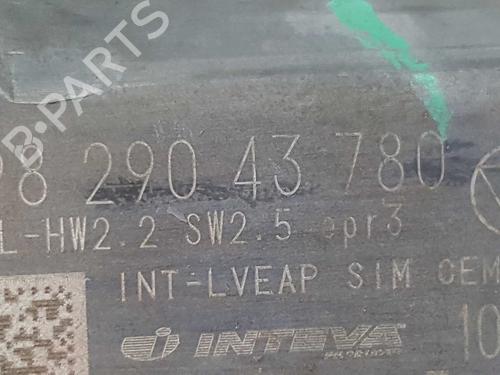 B-PARTS
98 290 43 780
L-HW2.2 SW2.5 epr3
INT-LVEAP SIM CEM
INTEVA
10